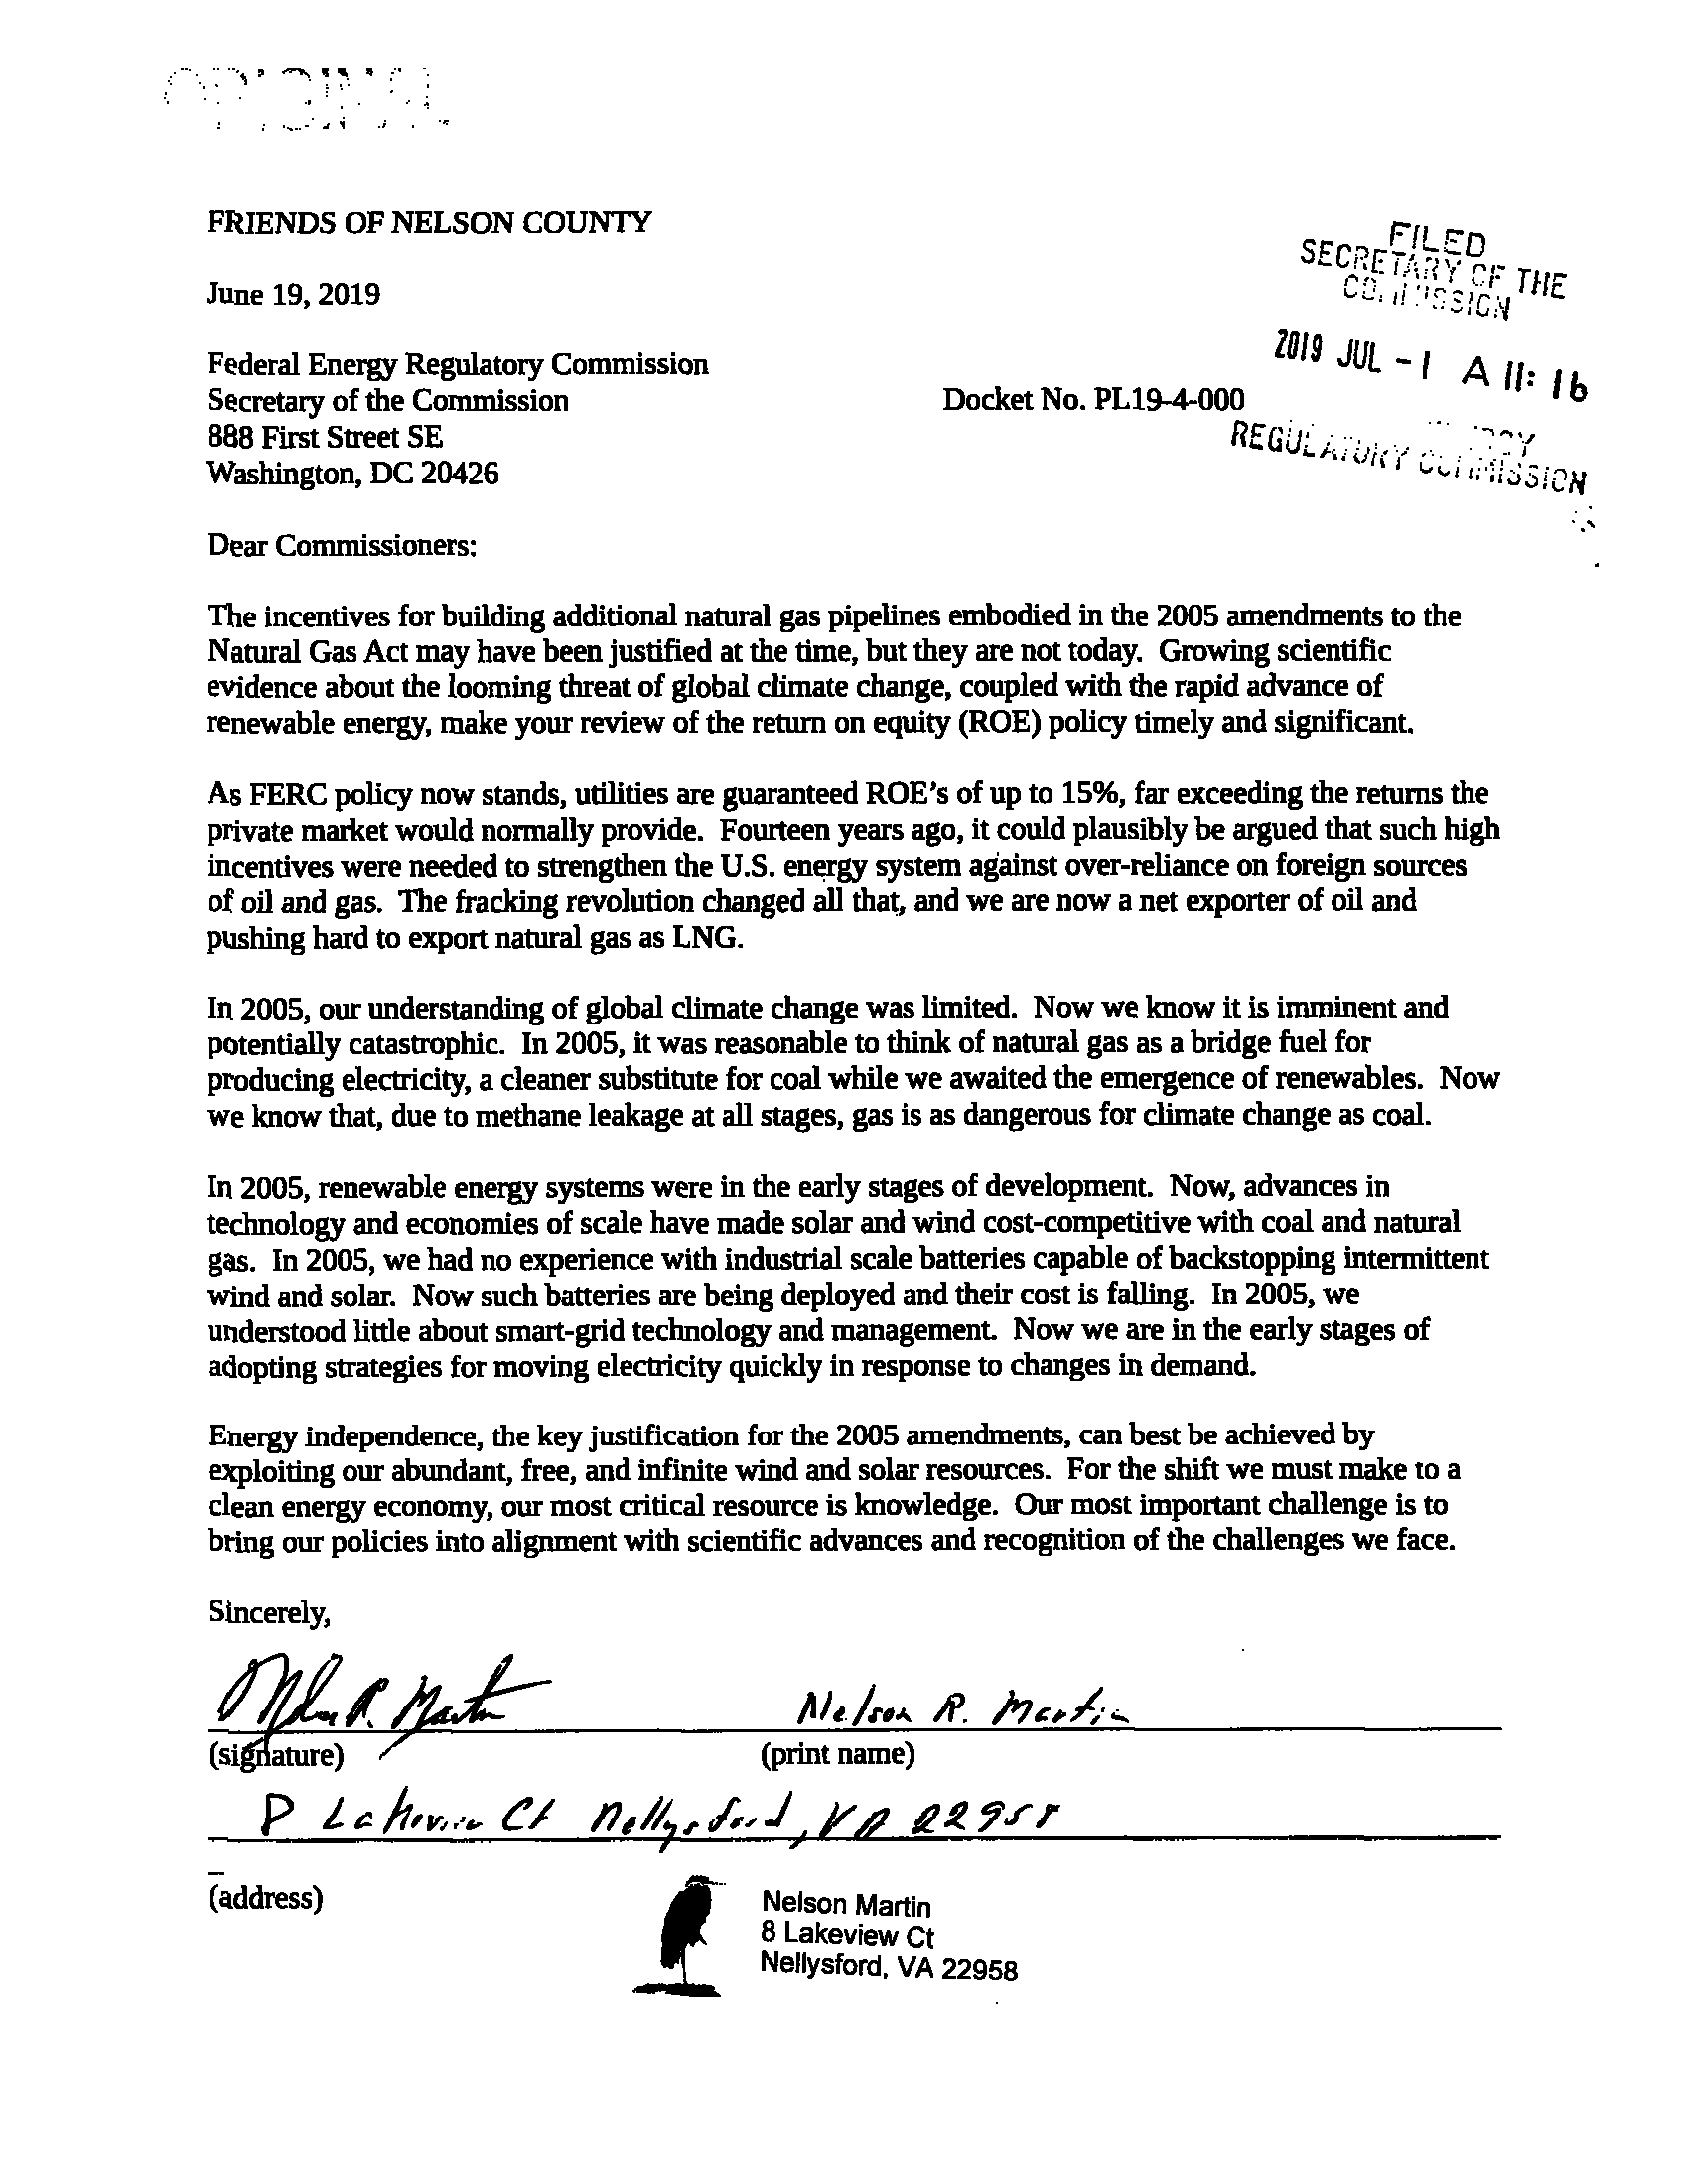 ORIGINAL
FRIENDS OF NELSON COUNTY
FILED
SECRETARY OF THE
COMMISSION
June 19, 2019
2019 JUL -1 A 11: 16
Federal Energy Regulatory Commission
Secretary of the Commission
Docket No. PL19-4-000
888 First Street SE
REGULATORY COMMISSION
Washington, DC 20426
Dear Commissioners:
The incentives for building additional natural gas pipelines embodied in the 2005 amendments to the
Natural Gas Act may have been justified at the time, but they are not today. Growing scientific
evidence about the looming threat of global climate change, coupled with the rapid advance of
renewable energy, make your review of the return on equity (ROE) policy timely and significant.
As FERC policy now stands, utilities are guaranteed ROE's of up to 15%, far exceeding the returns the
private market would normally provide. Fourteen years ago, it could plausibly be argued that such high
incentives were needed to strengthen the U.S. energy system against over-reliance on foreign sources
of oil and gas. The fracking revolution changed all that, and we are now a net exporter of oil and
pushing hard to export natural gas as LNG.
In 2005, our understanding of global climate change was limited. Now we know it is imminent and
potentially catastrophic. In 2005, it was reasonable to think of natural gas as a bridge fuel for
producing electricity, a cleaner substitute for coal while we awaited the emergence of renewables. Now
we know that, due to methane leakage at all stages, gas is as dangerous for climate change as coal.
In 2005, renewable energy systems were in the early stages of development. Now, advances in
technology and economies of scale have made solar and wind cost-competitive with coal and natural
gas. In 2005, we had no experience with industrial scale batteries capable of backstopping intermittent
wind and solar. Now such batteries are being deployed and their cost is falling. In 2005, we
understood little about smart-grid technology and management. Now we are in the early stages of
adopting strategies for moving electricity quickly in response to changes in demand.
Energy independence, the key justification for the 2005 amendments, can best be achieved by
exploiting our abundant, free, and infinite wind and solar resources. For the shift we must make to a
clean energy economy, our most critical resource is knowledge. Our most important challenge is to
bring our policies into alignment with scientific advances and recognition of the challenges we face.
Sincerely,
Nelson R. Martin Nelson R. Martin
(signature) (print name)
8 Lakeview Ct Nellysford, VA 22958
(address)
Nelson Martin
8 Lakeview Ct
Nellysford, VA 22958